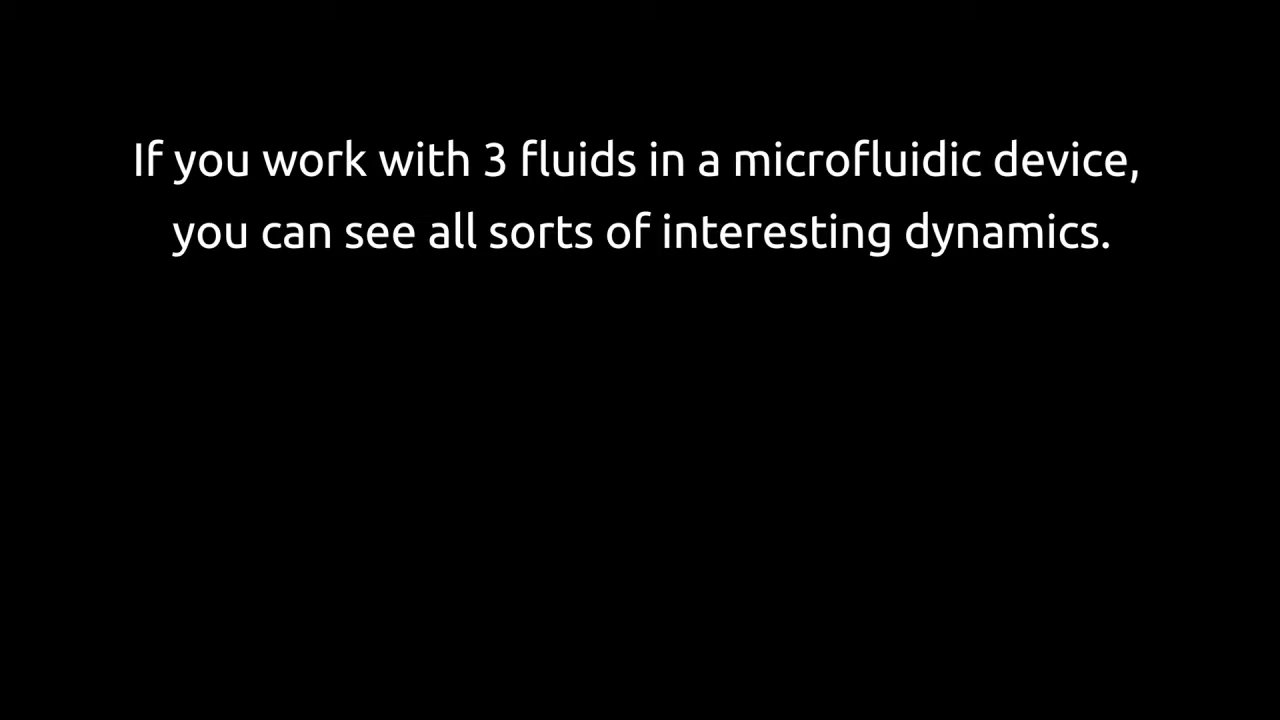 If you work with 3 fluids in a microfluidic device,
you can see all sorts of interesting dynamics.